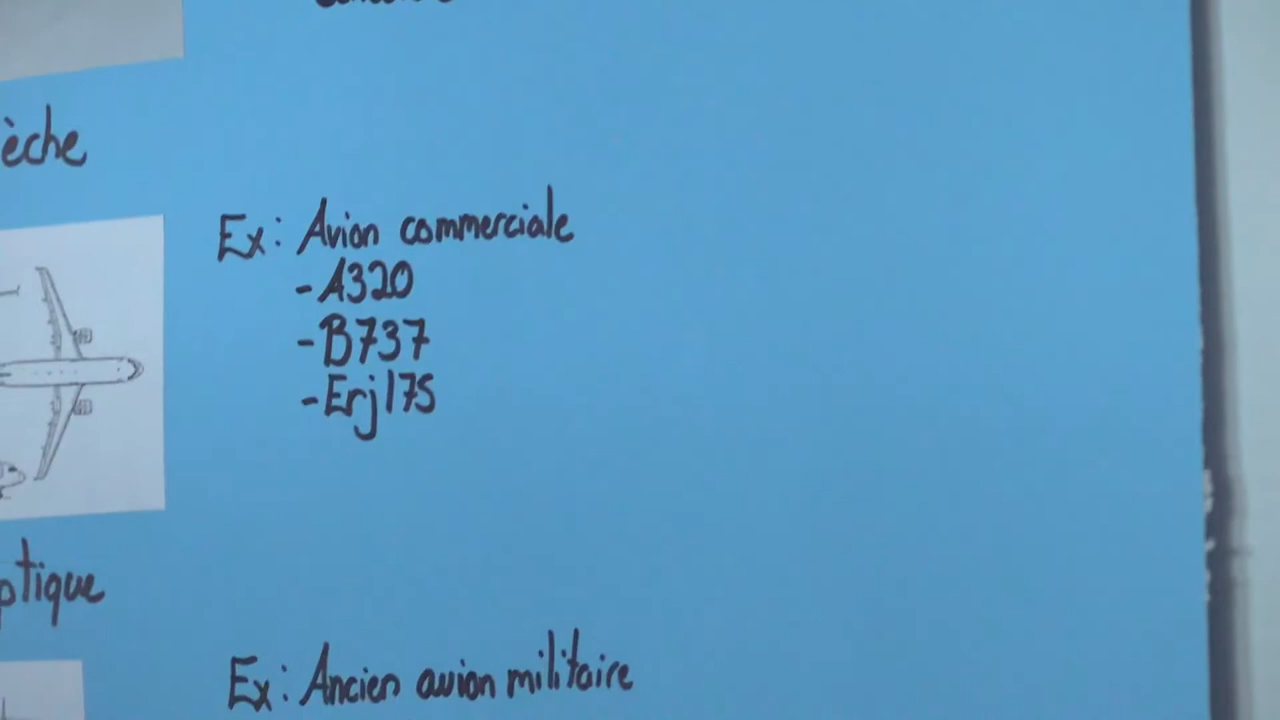 èche
Ex: Avion commerciale
-A320
-B737
-Erj175
ptique
Ex: Ancien avion militaire